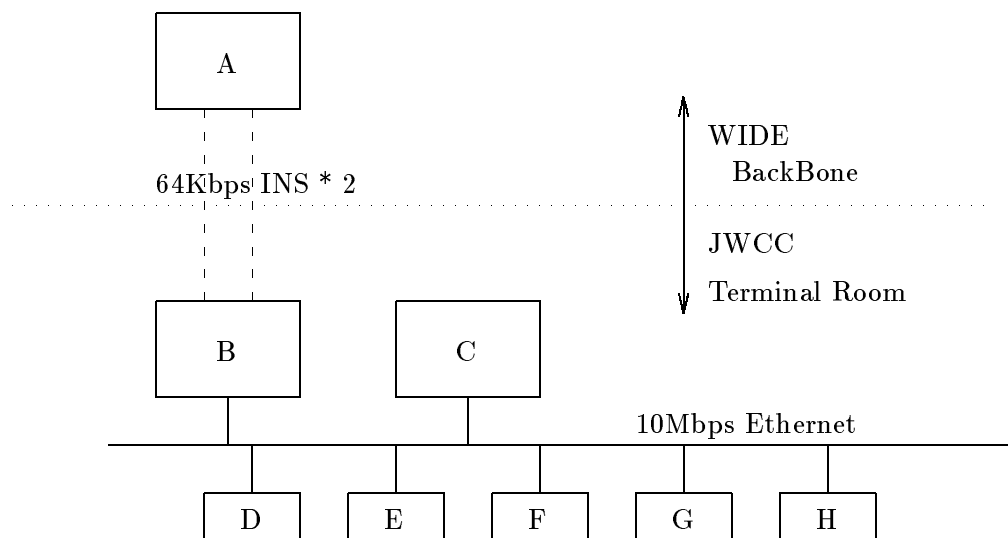 A
WIDE
BackBone
64Kbps INS * 2
JWCC
Terminal Room
B
C
10Mbps Ethernet
D
E
F
G
H